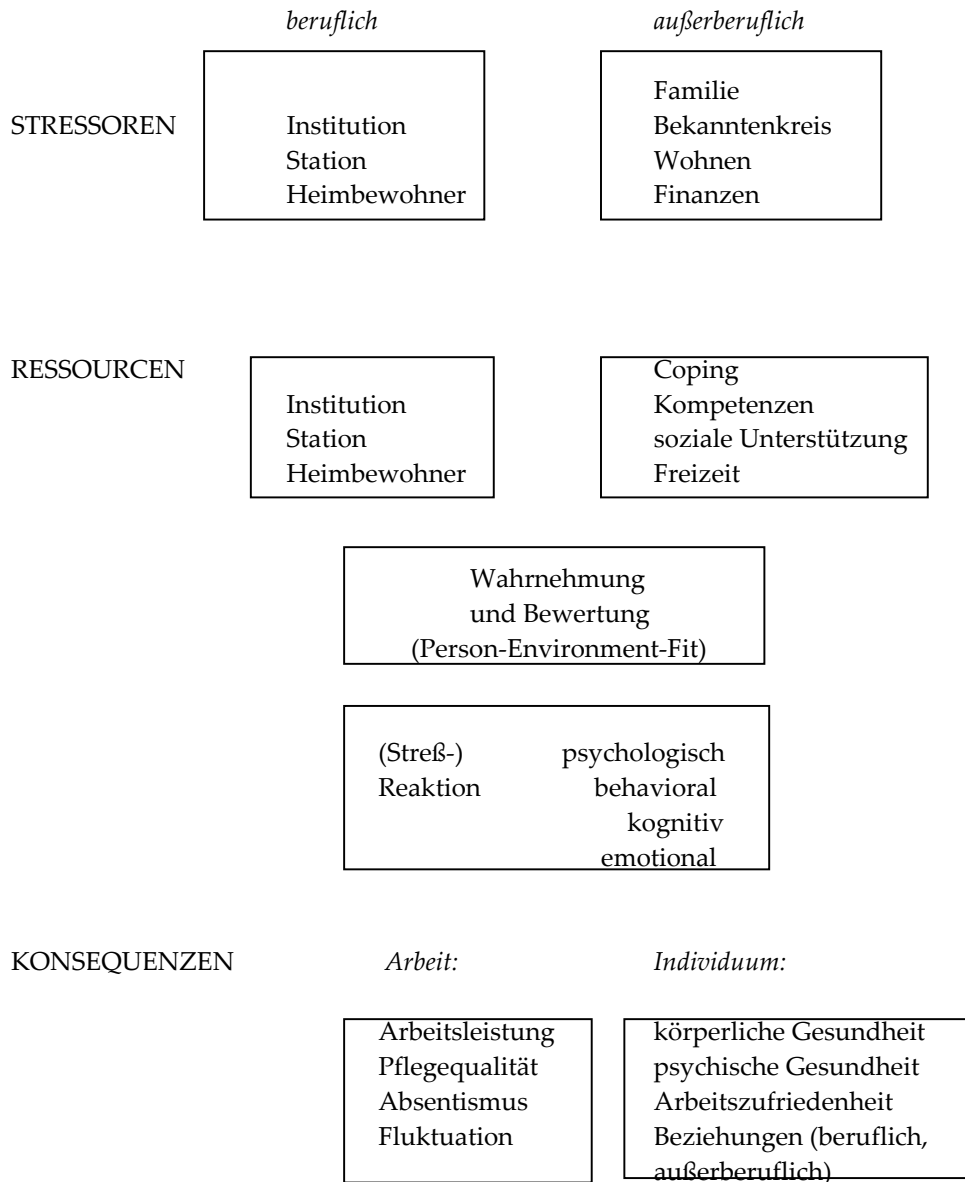 beruflich außerberuflich
STRESSOREN
Institution
Station
Heimbewohner
Familie
Bekanntenkreis
Wohnen
Finanzen
RESSOURCEN
Institution
Station
Heimbewohner
Coping
Kompetenzen
soziale Unterstützung
Freizeit
Wahrnehmung
und Bewertung
(Person-Environment-Fit)
(Streß-) psychologisch
Reaktion behavioral
kognitiv
emotional
KONSEQUENZEN Arbeit: Individuum:
Arbeitsleistung
Pflegequalität
Absentismus
Fluktuation
körperliche Gesundheit
psychische Gesundheit
Arbeitszufriedenheit
Beziehungen (beruflich,
außerberuflich)